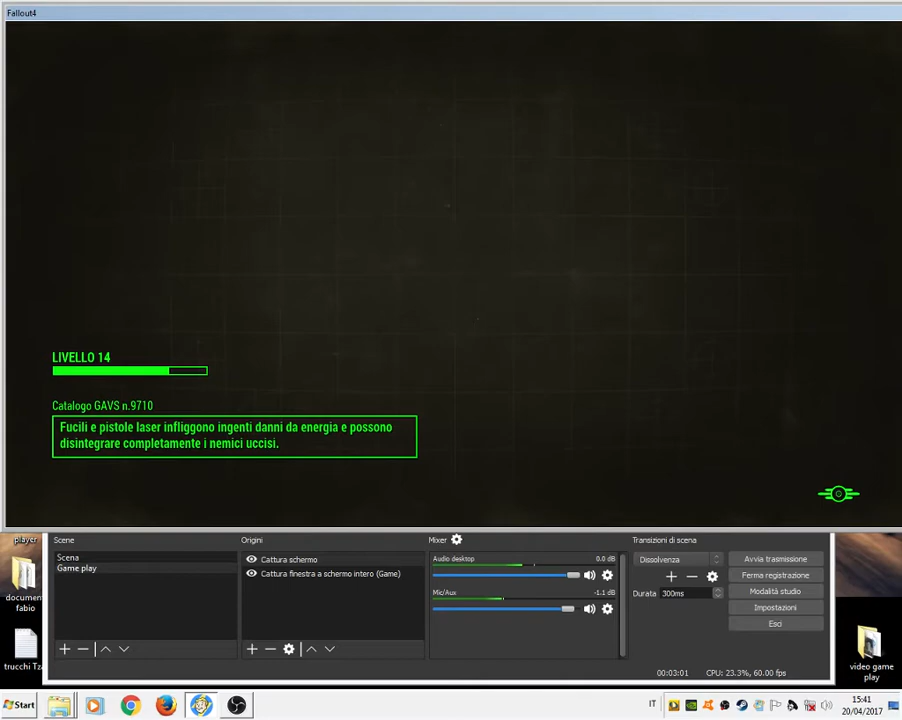 Fallout4
LIVELLO 14
Catalogo GAVS n.9710
Fucili e pistole laser infliggono ingenti danni da energia e possono
disintegrare completamente i nemici uccisi.
player
documen
fabio
trucchi Tza
Scene
Scena
Game play
Origini
Cattura schermo
Cattura finestra a schermo intero (Game)
Mixer
Audio desktop
0.0 dB
Mic/Aux
-1.1 dB
Transizioni di scena
Dissolvenza
Durata
300ms
Avvia trasmissione
Ferma registrazione
Modalità studio
Impostazioni
Esci
00:03:01
CPU: 23.3%, 60.00 fps
video game
play
Start
IT
15:41
20/04/2017